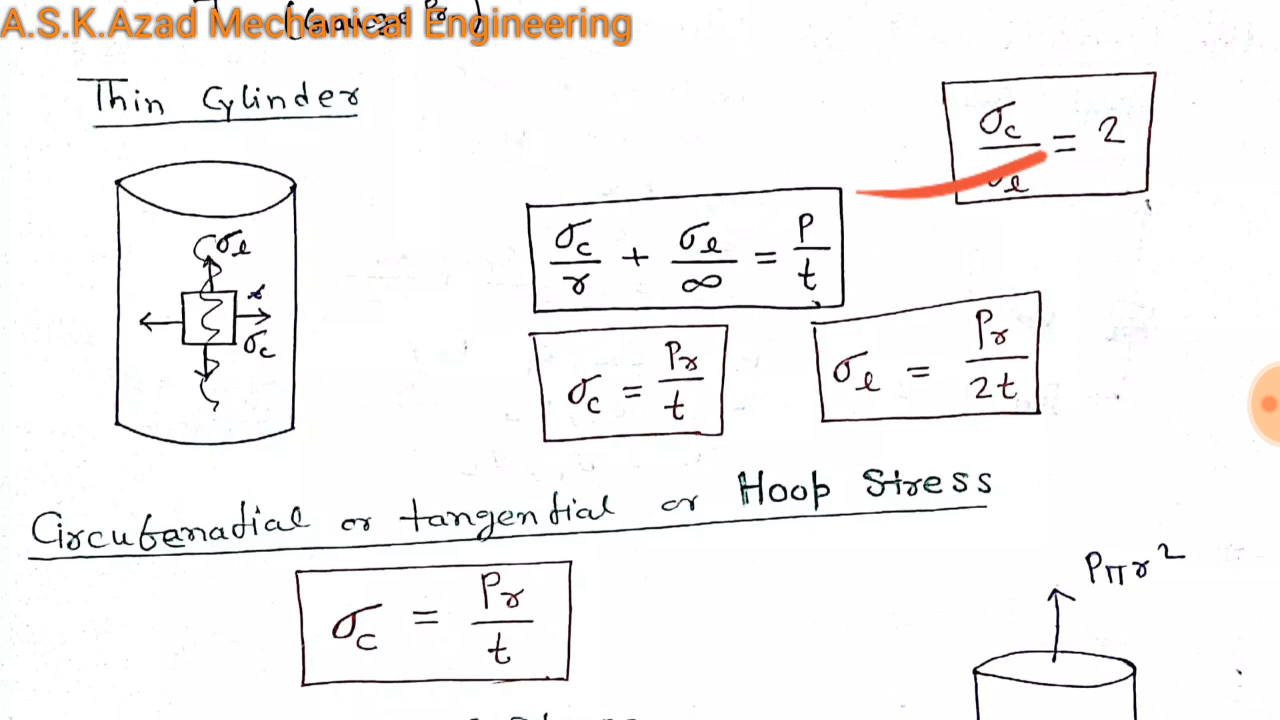 A.S.K.Azad Mechanical Engineering
Thin Cylinder
σc/ = 2
σc/r + σl/∞ = P/t
σl
σc
σc = Pr/t
σl = Pr/2t
Circufenadial or tangential or Hoop Stress
σc = Pr/t
Pπr²